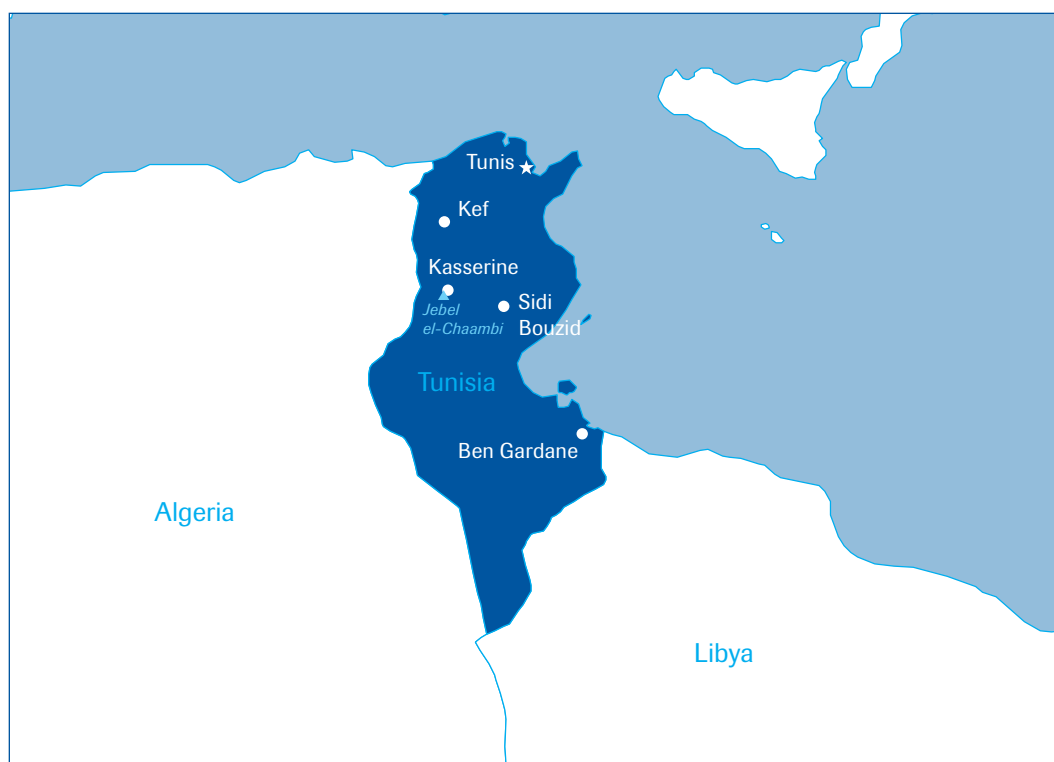 Tunis
Kef
Kasserine
Jebel
el-Chaambi
Sidi
Bouzid
Tunisia
Ben Gardane
Algeria
Libya